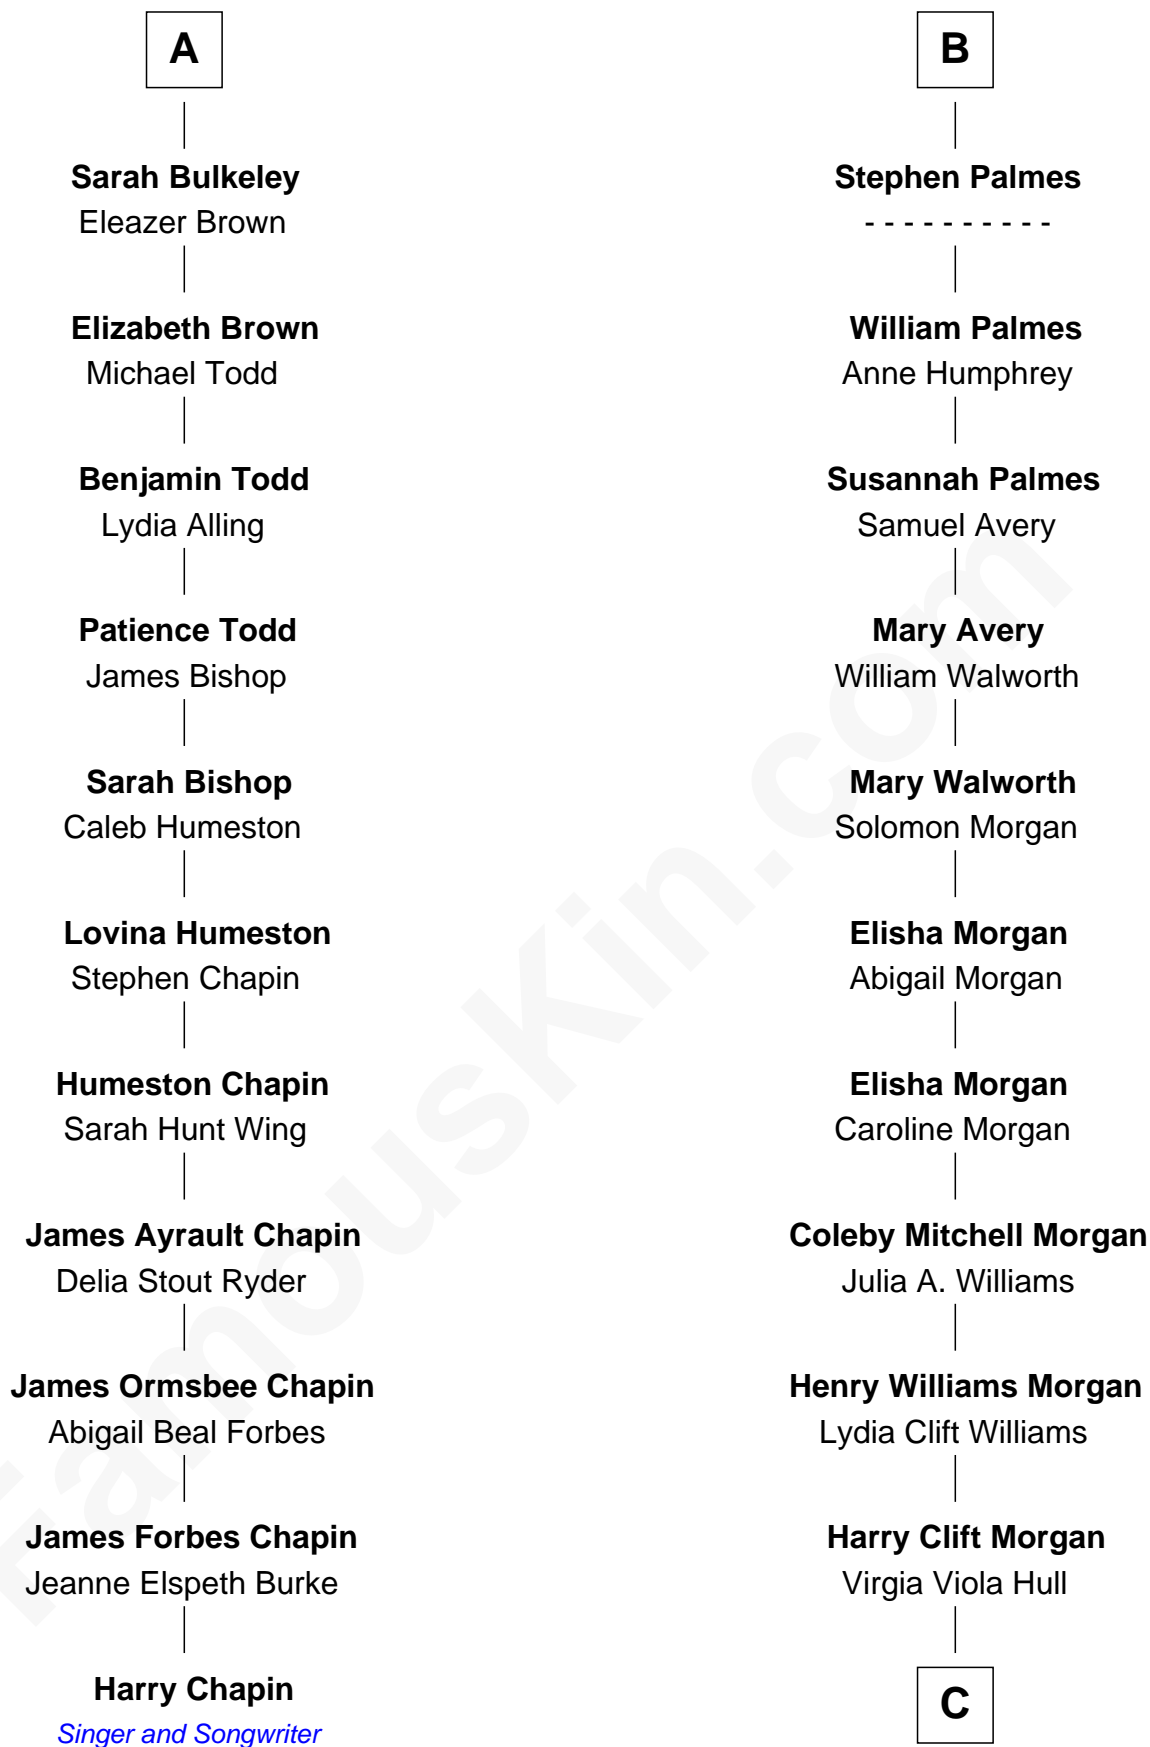 A
Sarah Bulkeley
Eleazer Brown
Elizabeth Brown
Michael Todd
Benjamin Todd
Lydia Alling
Patience Todd
James Bishop
Sarah Bishop
Caleb Humeston
Lovina Humeston
Stephen Chapin
Humeston Chapin
Sarah Hunt Wing
James Ayrault Chapin
Delia Stout Ryder
James Ormsbee Chapin
Abigail Beal Forbes
James Forbes Chapin
Jeanne Elspeth Burke
Harry Chapin
Singer and Songwriter
B
Stephen Palmes
- - - - - - - - - -
William Palmes
Anne Humphrey
Susannah Palmes
Samuel Avery
Mary Avery
William Walworth
Mary Walworth
Solomon Morgan
Elisha Morgan
Abigail Morgan
Elisha Morgan
Caroline Morgan
Coleby Mitchell Morgan
Julia A. Williams
Henry Williams Morgan
Lydia Clift Williams
Harry Clift Morgan
Virgia Viola Hull
C
FamousKin.com